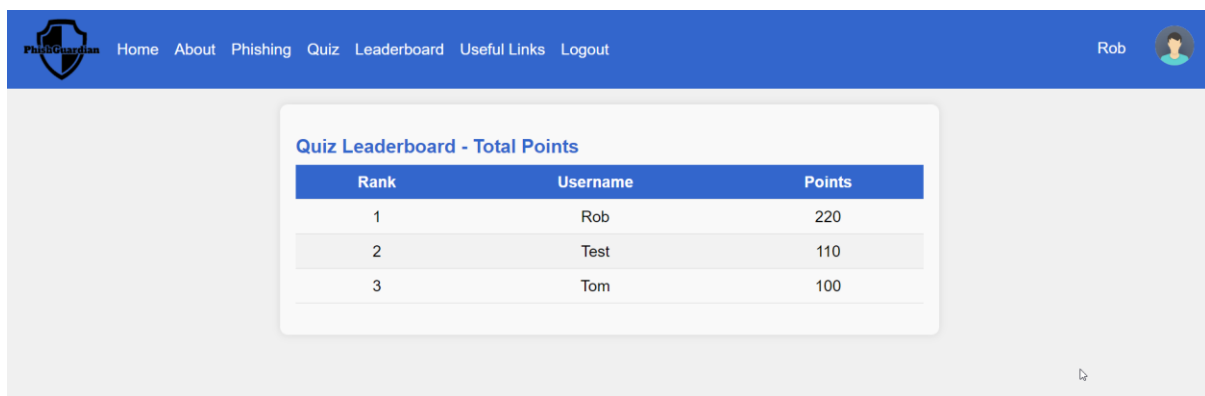 PhishGuardian Home About Phishing Quiz Leaderboard Useful Links Logout Rob
Quiz Leaderboard - Total Points
Rank Username Points
1 Rob 220
2 Test 110
3 Tom 100